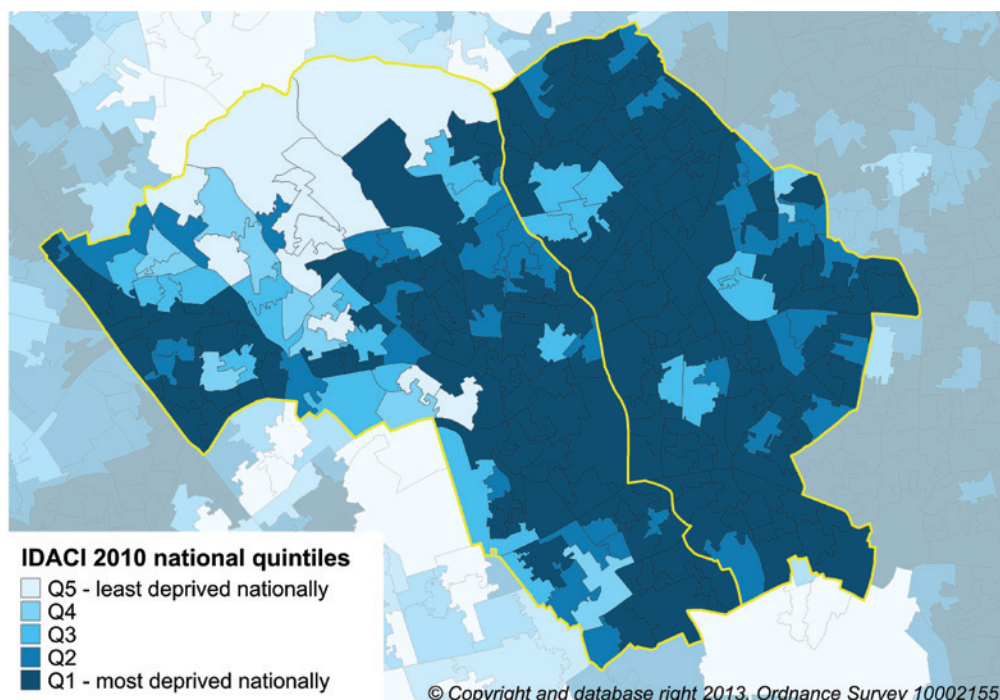 IDACI 2010 national quintiles
Q5 - least deprived nationally
Q4
Q3
Q2
Q1 - most deprived nationally
© Copyright and database right 2013. Ordnance Survey 10002155